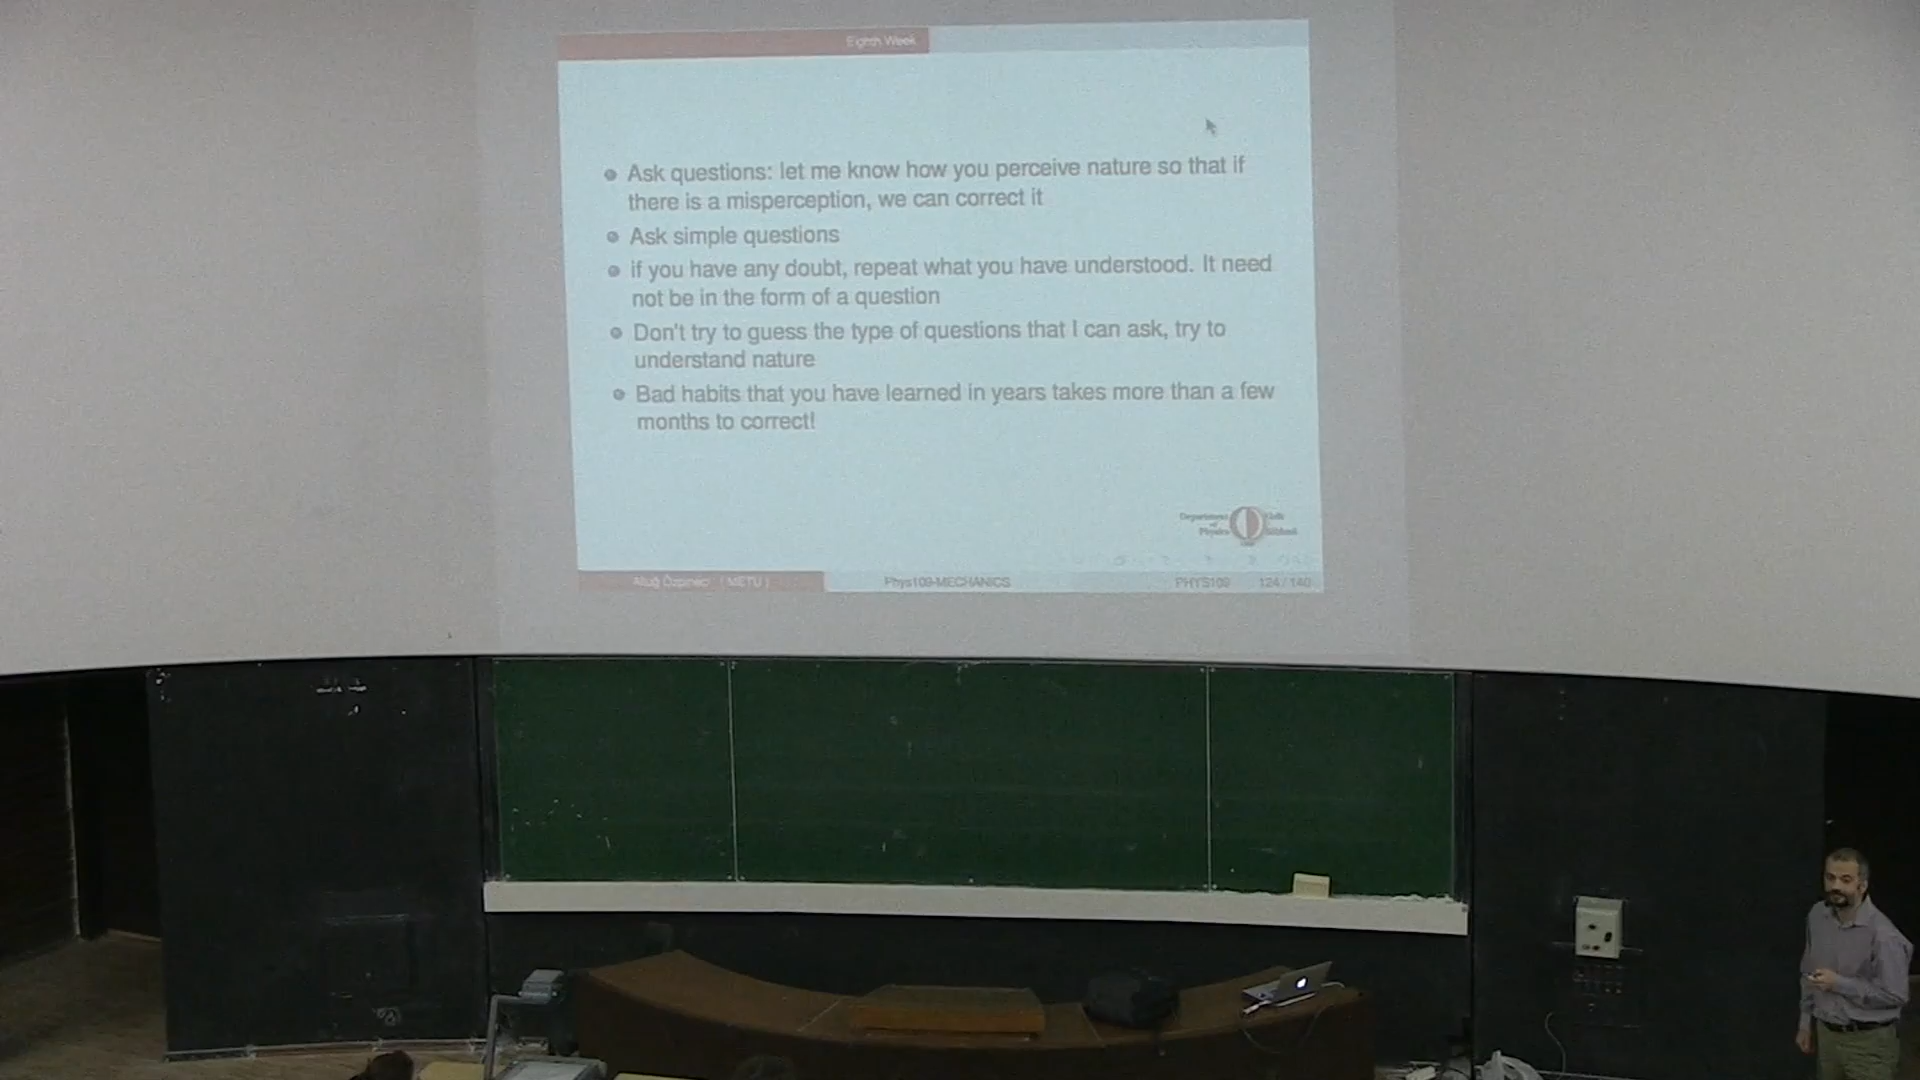 Eighth Week
Ask questions: let me know how you perceive nature so that if
there is a misperception, we can correct it
Ask simple questions
if you have any doubt, repeat what you have understood. It need
not be in the form of a question
Don't try to guess the type of questions that I can ask, try to
understand nature
Bad habits that you have learned in years takes more than a few
months to correct!
Department
of
Physics
( METU )
Phys109-MECHANICS
PHYS109
124 / 140